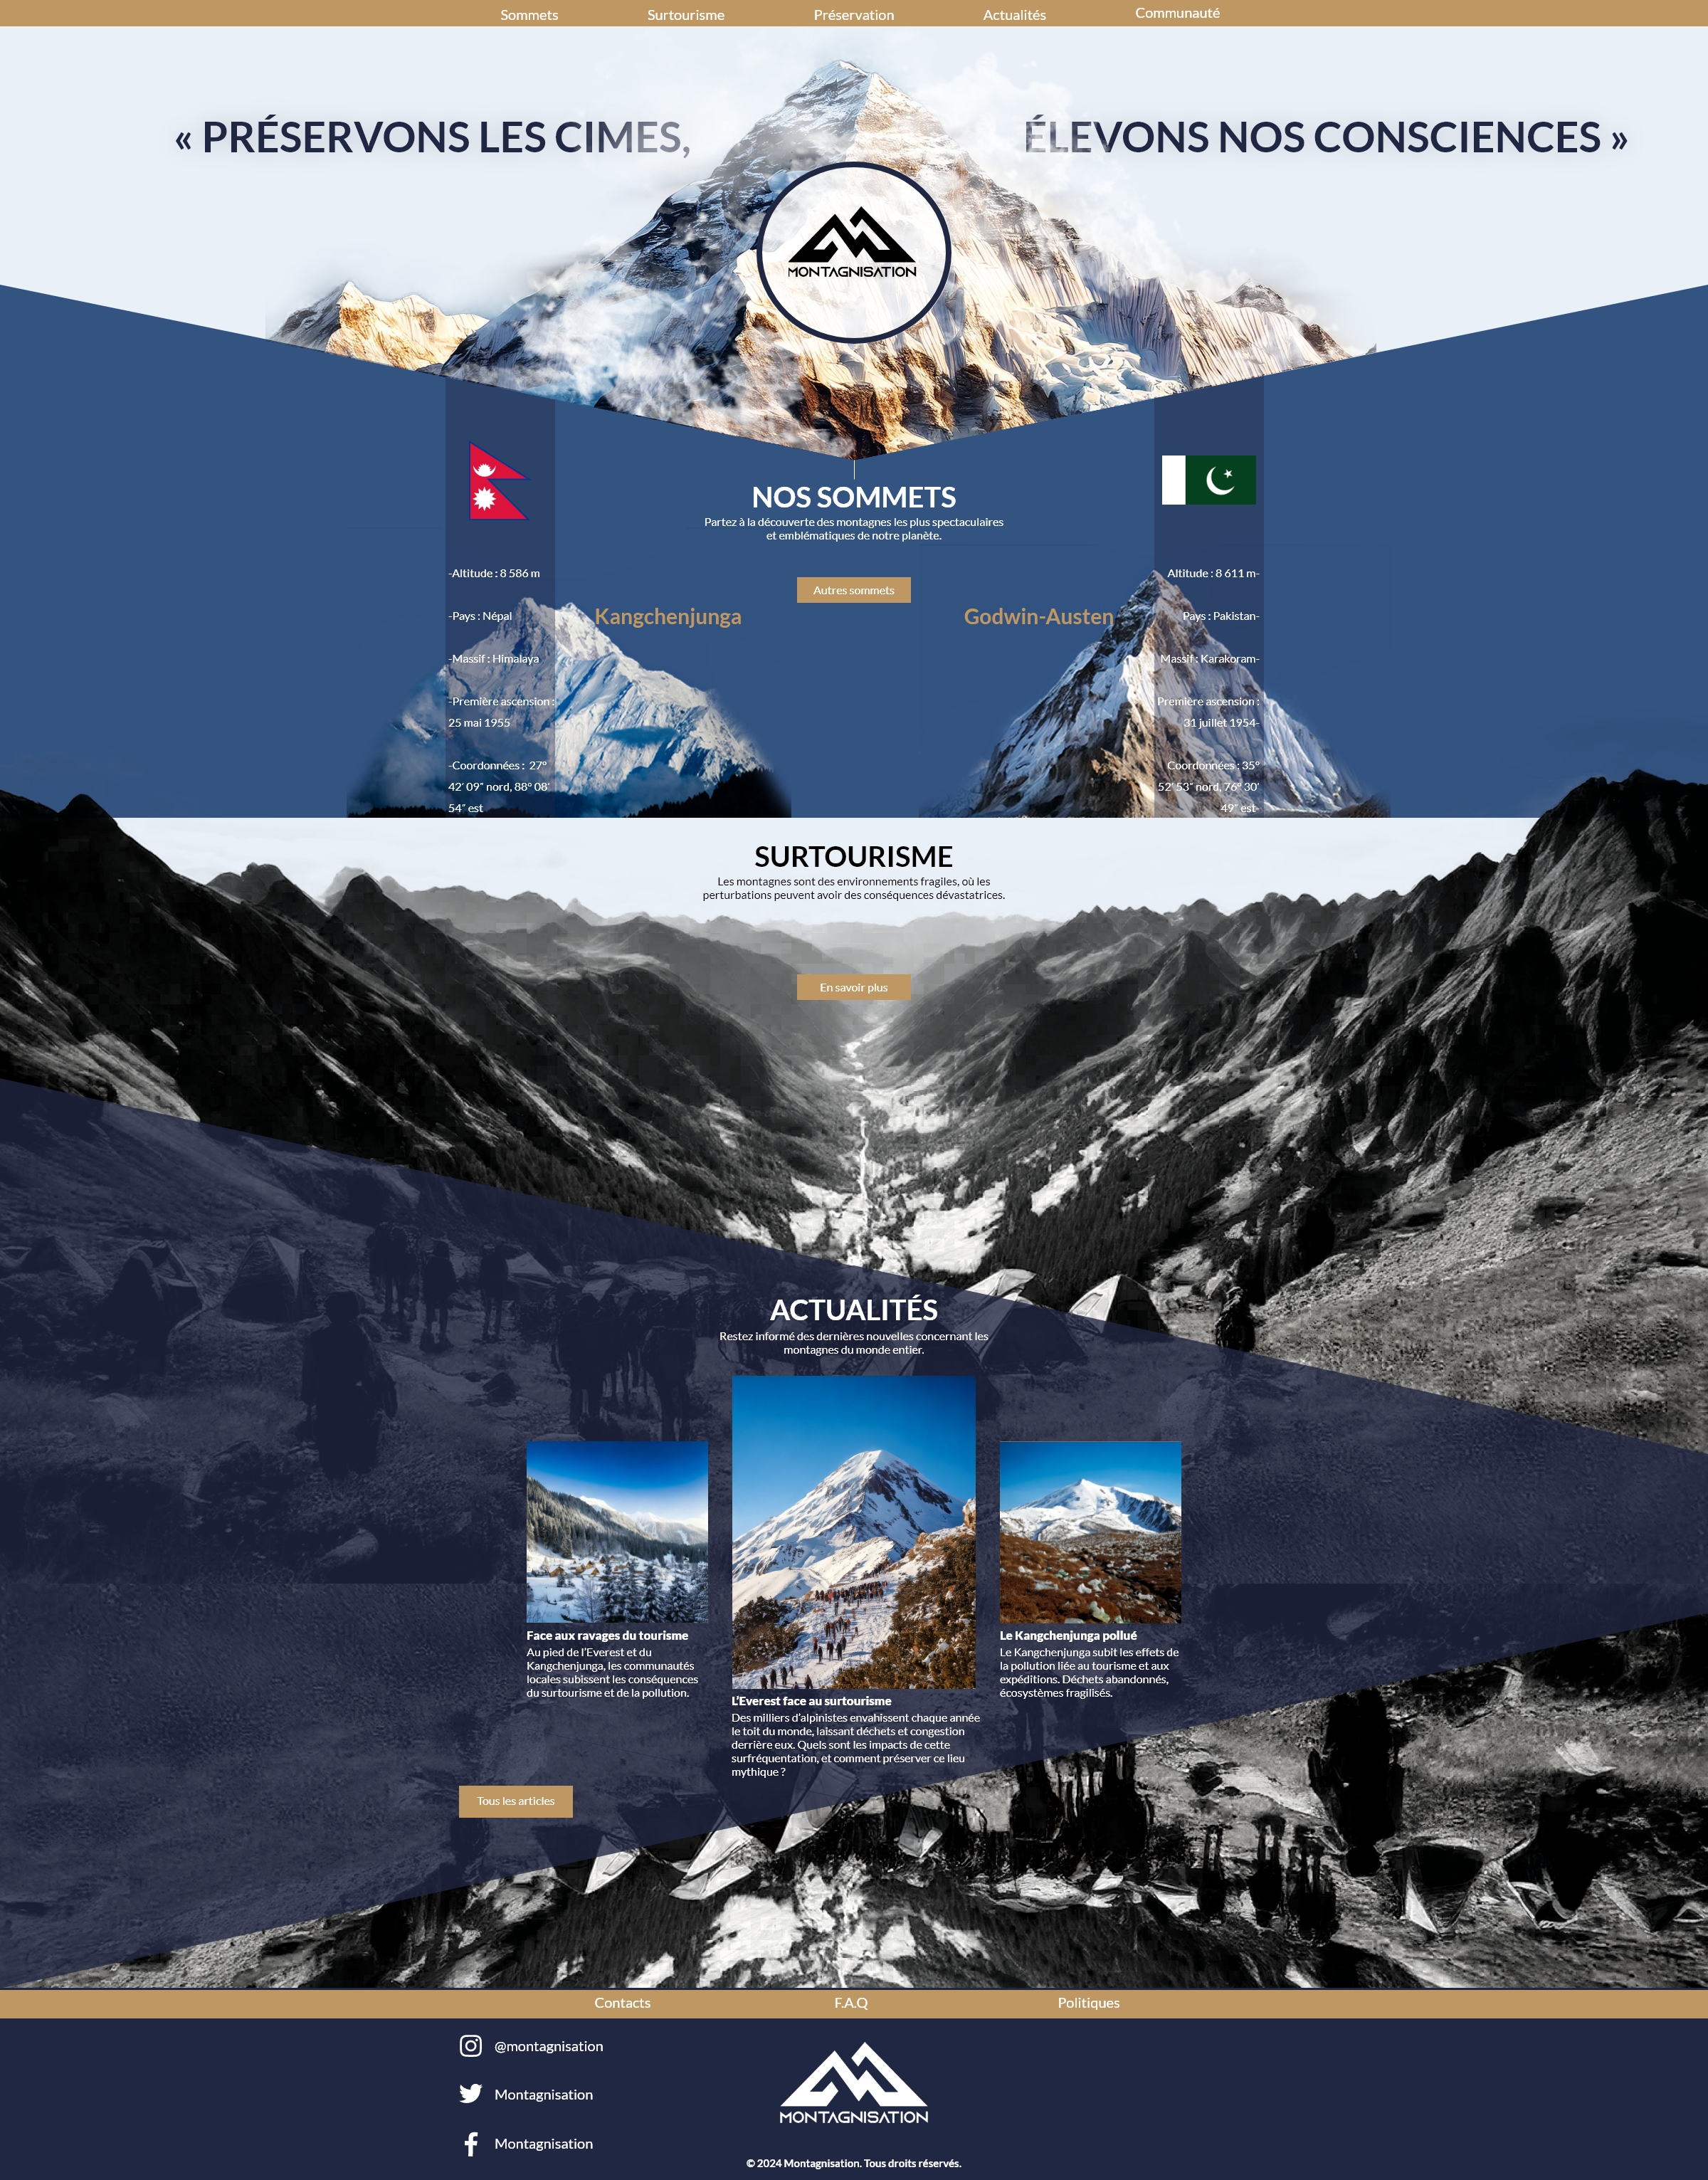 Sommets
Surtourisme
Préservation
Actualités
Communauté
« PRÉSERVONS LES CIMES,
ÉLEVONS NOS CONSCIENCES »
MONTAGNISATION
NOS SOMMETS
Partez à la découverte des montagnes les plus spectaculaires
et emblématiques de notre planète.
Autres sommets
Kangchenjunga
-Altitude : 8 586 m
-Pays : Népal
-Massif : Himalaya
-Première ascension :
25 mai 1955
-Coordonnées : 27°
42′ 09″ nord, 88° 08′
54″ est
Godwin-Austen
Altitude : 8 611 m-
Pays : Pakistan-
Massif : Karakoram-
Première ascension :
31 juillet 1954-
Coordonnées : 35°
52′ 53″ nord, 76° 30′
49″ est-
SURTOURISME
Les montagnes sont des environnements fragiles, où les
perturbations peuvent avoir des conséquences dévastatrices.
En savoir plus
ACTUALITÉS
Restez informé des dernières nouvelles concernant les
montagnes du monde entier.
Face aux ravages du tourisme
Au pied de l’Everest et du
Kangchenjunga, les communautés
locales subissent les conséquences
du surtourisme et de la pollution.
L’Everest face au surtourisme
Des milliers d’alpinistes envahissent chaque année
le toit du monde, laissant déchets et congestion
derrière eux. Quels sont les impacts de cette
surfréquentation, et comment préserver ce lieu
mythique ?
Le Kangchenjunga pollué
Le Kangchenjunga subit les effets de
la pollution liée au tourisme et aux
expéditions. Déchets abandonnés,
écosystèmes fragilisés.
Tous les articles
Contacts
F.A.Q
Politiques
@montagnisation
Montagnisation
Montagnisation
MONTAGNISATION
© 2024 Montagnisation. Tous droits réservés.